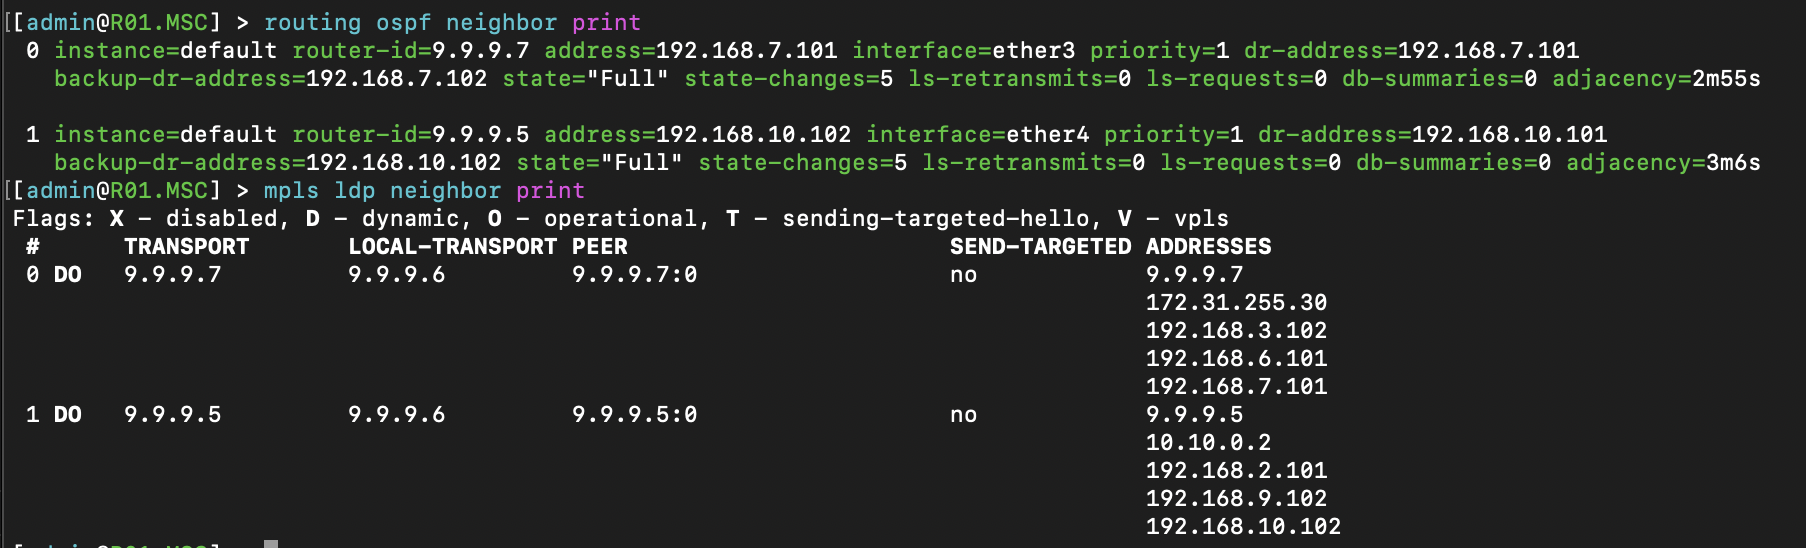 [[admin@R01.MSC] > routing ospf neighbor print
0 instance=default router-id=9.9.9.7 address=192.168.7.101 interface=ether3 priority=1 dr-address=192.168.7.101
backup-dr-address=192.168.7.102 state="Full" state-changes=5 ls-retransmits=0 ls-requests=0 db-summaries=0 adjacency=2m55s
1 instance=default router-id=9.9.9.5 address=192.168.10.102 interface=ether4 priority=1 dr-address=192.168.10.101
backup-dr-address=192.168.10.102 state="Full" state-changes=5 ls-retransmits=0 ls-requests=0 db-summaries=0 adjacency=3m6s
[[admin@R01.MSC] > mpls ldp neighbor print
Flags: X - disabled, D - dynamic, O - operational, T - sending-targeted-hello, V - vpls
# TRANSPORT LOCAL-TRANSPORT PEER SEND-TARGETED ADDRESSES
0 DO 9.9.9.7 9.9.9.6 9.9.9.7:0 no 9.9.9.7
172.31.255.30
192.168.3.102
192.168.6.101
192.168.7.101
1 DO 9.9.9.5 9.9.9.6 9.9.9.5:0 no 9.9.9.5
10.10.0.2
192.168.2.101
192.168.9.102
192.168.10.102